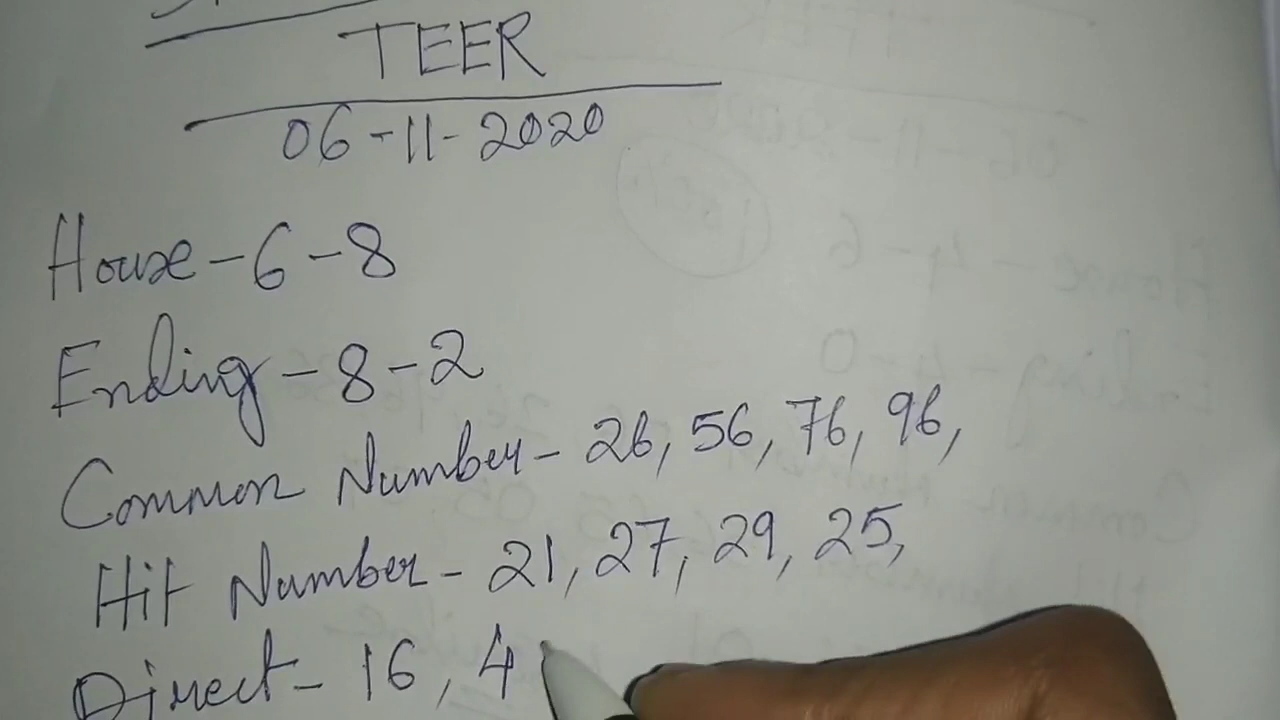 TEER
06-11-2020
House-6-8
Ending-8-2
Common Number-26, 56, 76, 96,
Hit Number-21, 27, 29, 25,
Direct-16, 4